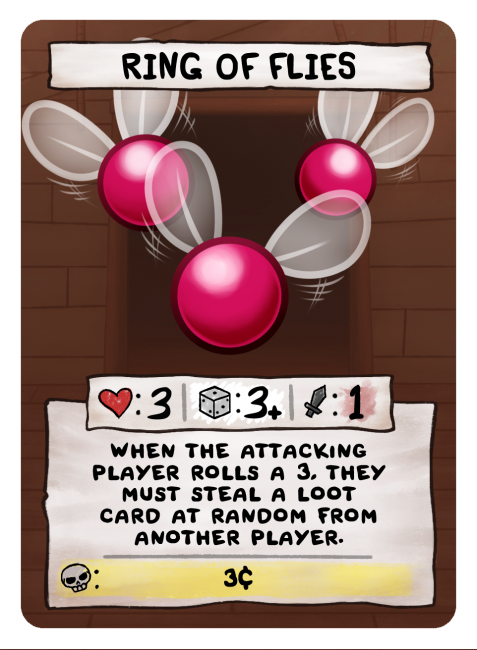 RING OF FLIES
:3 :3+ :1
WHEN THE ATTACKING
PLAYER ROLLS A 3, THEY
MUST STEAL A LOOT
CARD AT RANDOM FROM
ANOTHER PLAYER.
: 3¢